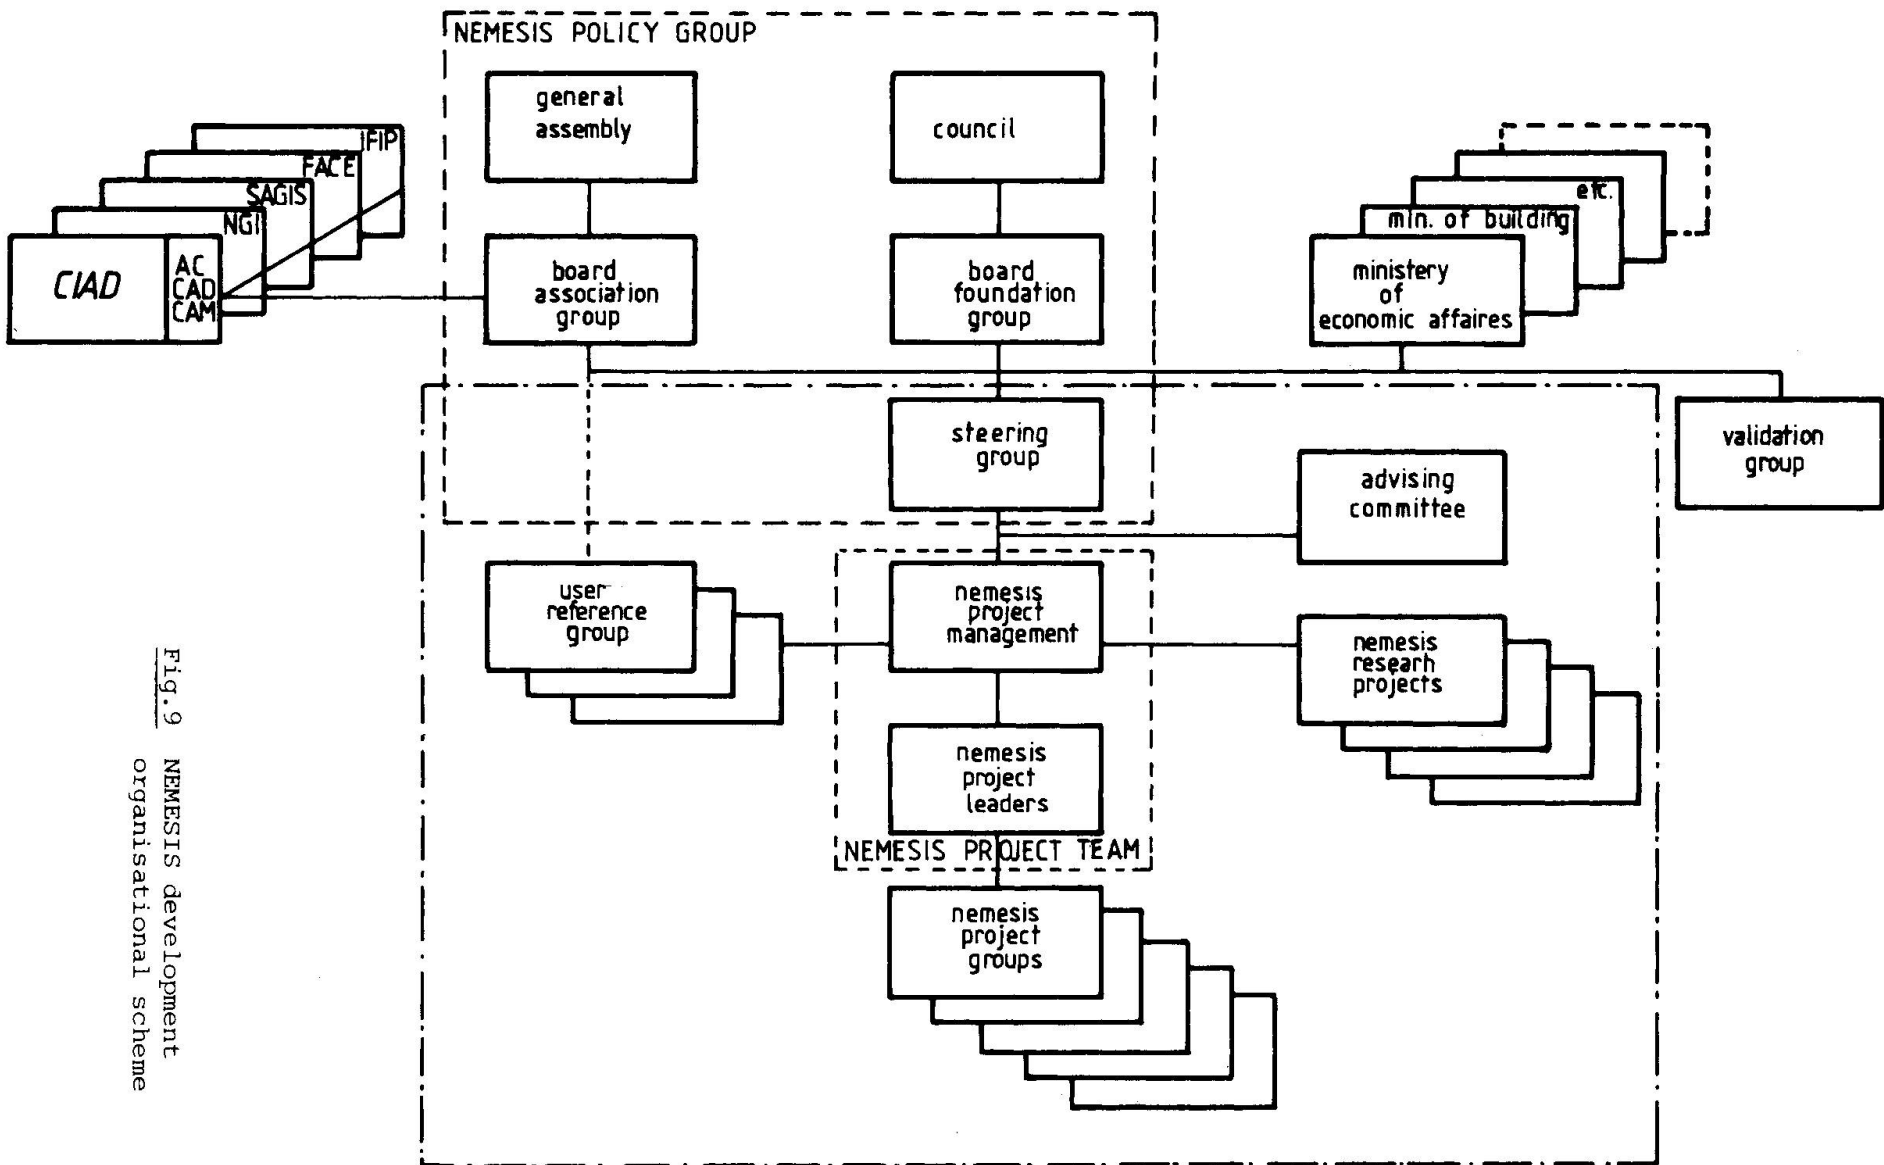 NEMESIS POLICY GROUP
general
assembly
council
IFIP
FACE
SAGIS
NGI
CIAD
AC
CAD
CAM
board
association
group
board
foundation
group
etc.
min. of building
ministery
of
economic affaires
steering
group
validation
group
advising
committee
user
reference
group
nemesis
project
management
nemesis
researh
projects
nemesis
project
leaders
NEMESIS PROJECT TEAM
nemesis
project
groups
Fig.9 NEMESIS development
organisational scheme